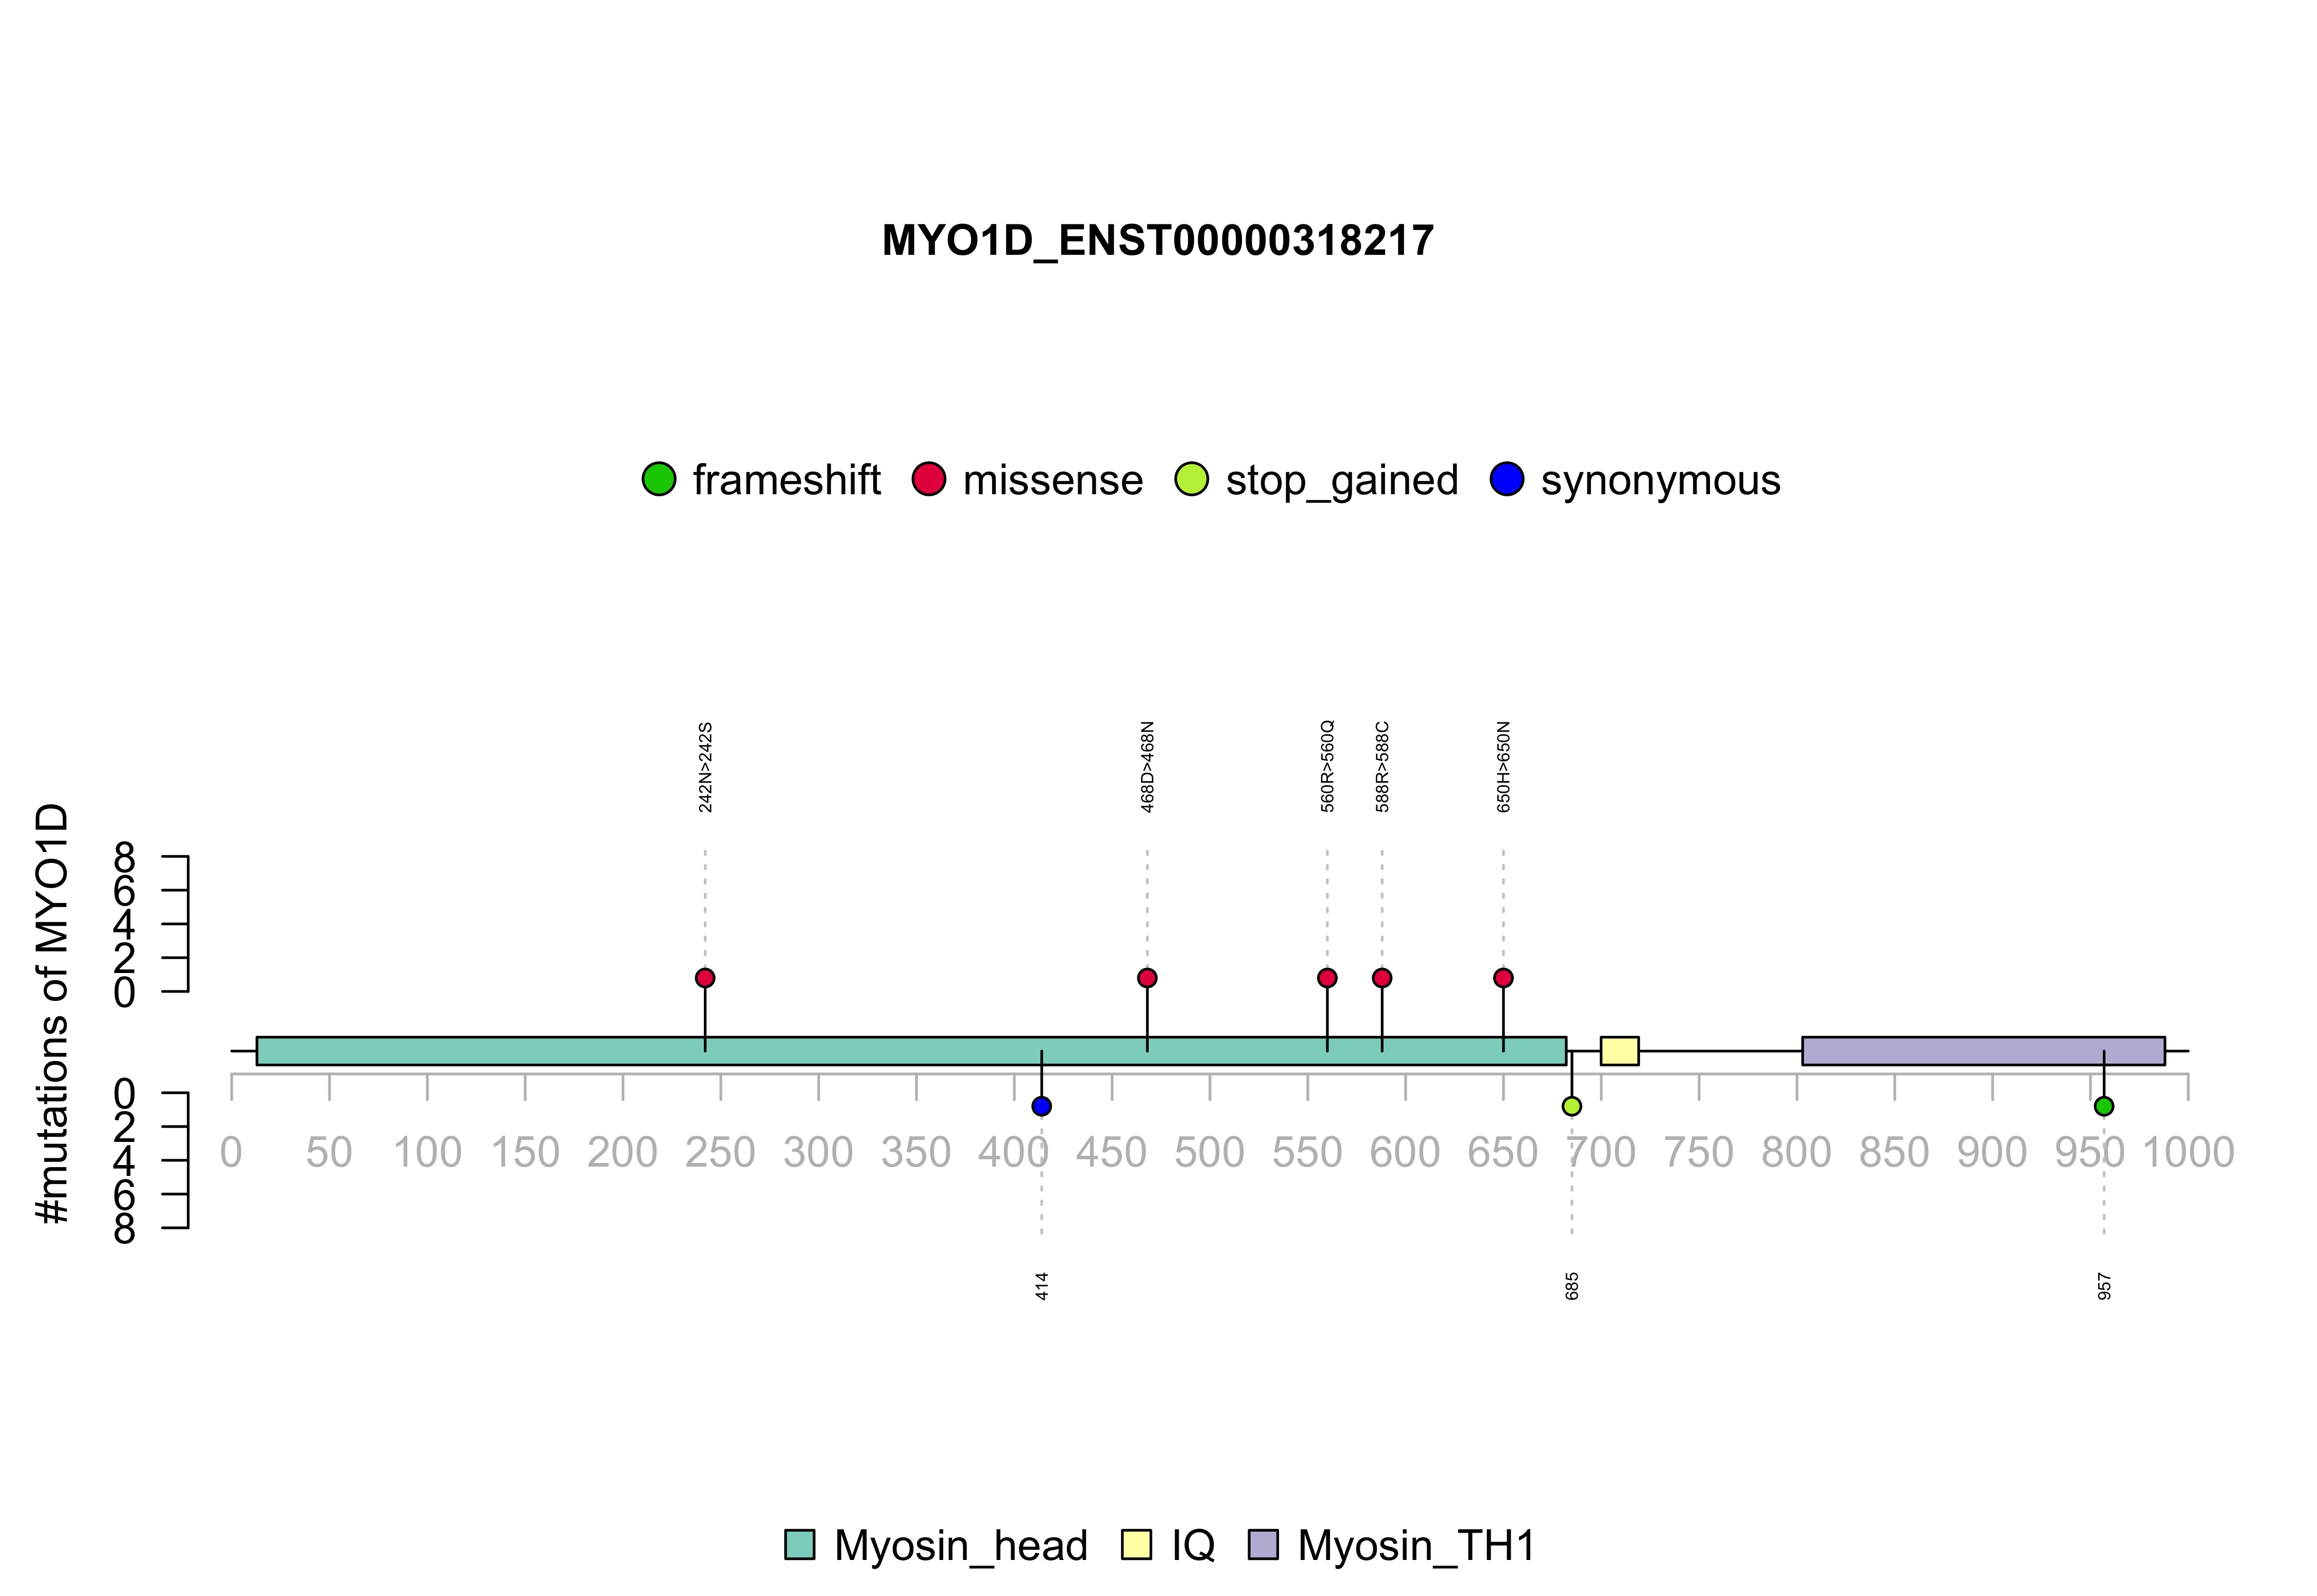 MYO1D_ENST00000318217
frameshift missense stop_gained synonymous
242N>242S 468D>468N 560R>560Q 588R>588C 650H>650N
#mutations of MYO1D
8
6
4
2
0
0
2
4
6
8
0 50 100 150 200 250 300 350 400 450 500 550 600 650 700 750 800 850 900 950 1000
414 685 957
Myosin_head IQ Myosin_TH1